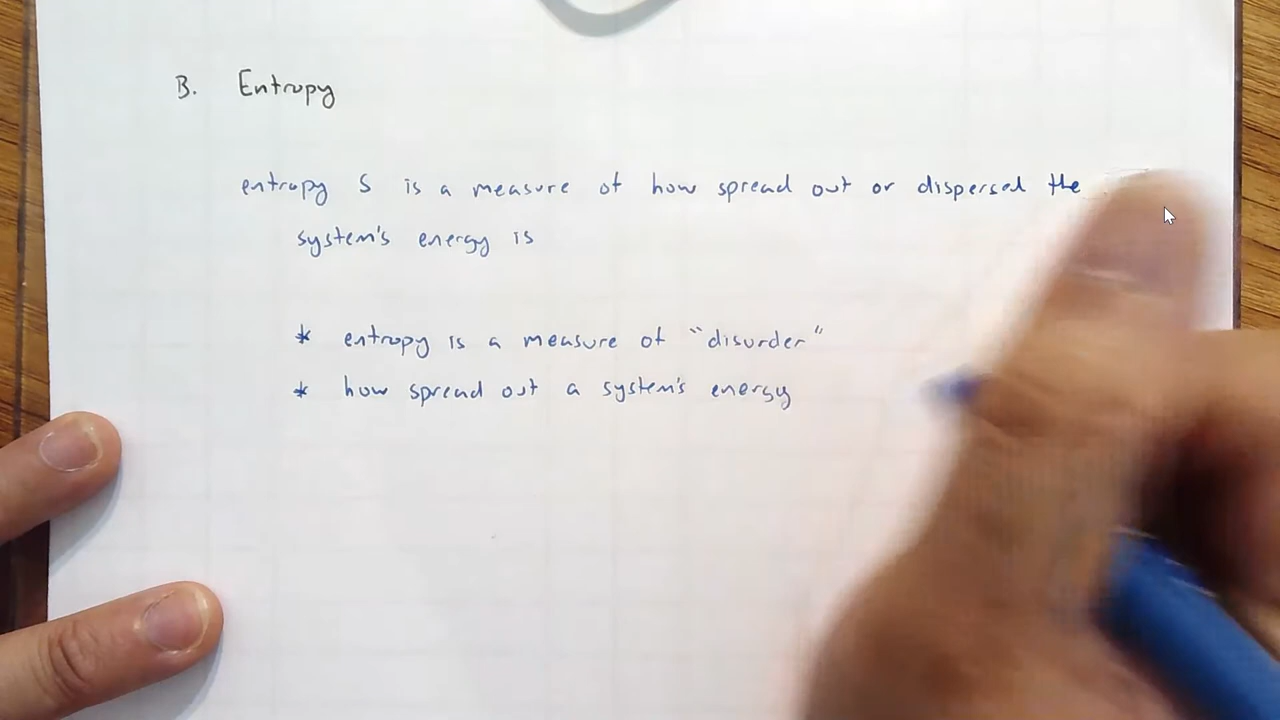 B. Entropy
entropy S is a measure of how spread out or dispersed the
system's energy is
* entropy is a measure of "disorder"
* how spread out a system's energy